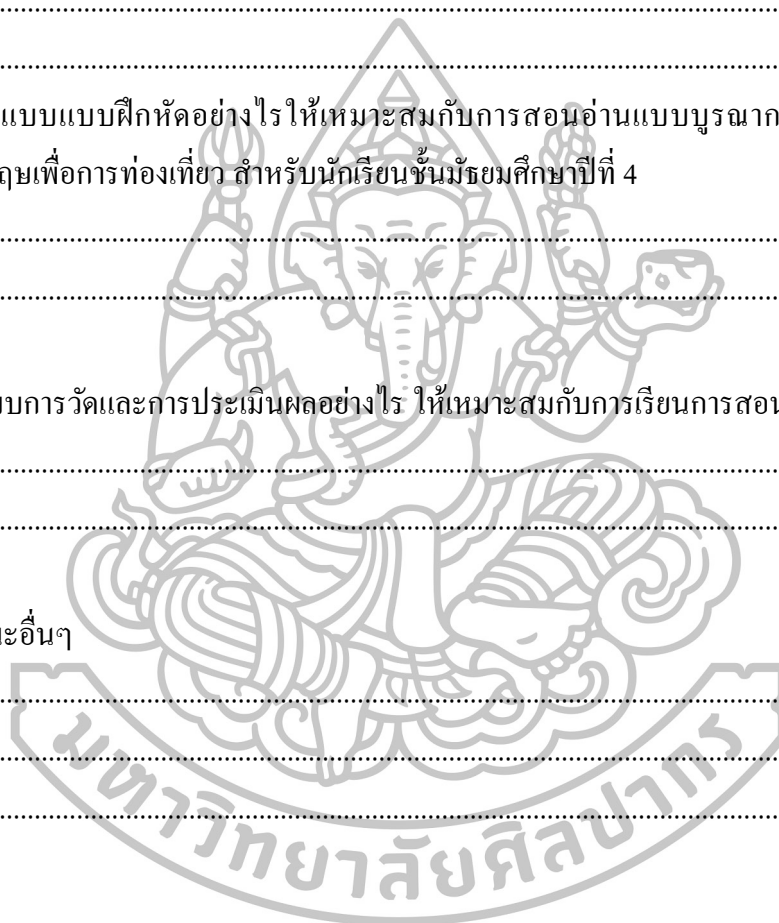 ................................................................................
................................................................................
แบบแบบฝึกหัดอย่างไรให้เหมาะสมกับการสอนอ่านแบบบูรณาก
ฤษเพื่อการท่องเที่ยว สำหรับนักเรียนชั้นมัธยมศึกษาปีที่ 4
................................................................................
................................................................................
บบการวัดและการประเมินผลอย่างไร ให้เหมาะสมกับการเรียนการสอน
................................................................................
................................................................................
นะอื่นๆ
................................................................................
................................................................................
................................................................................
มหาวิทยาลัยศิลปากร